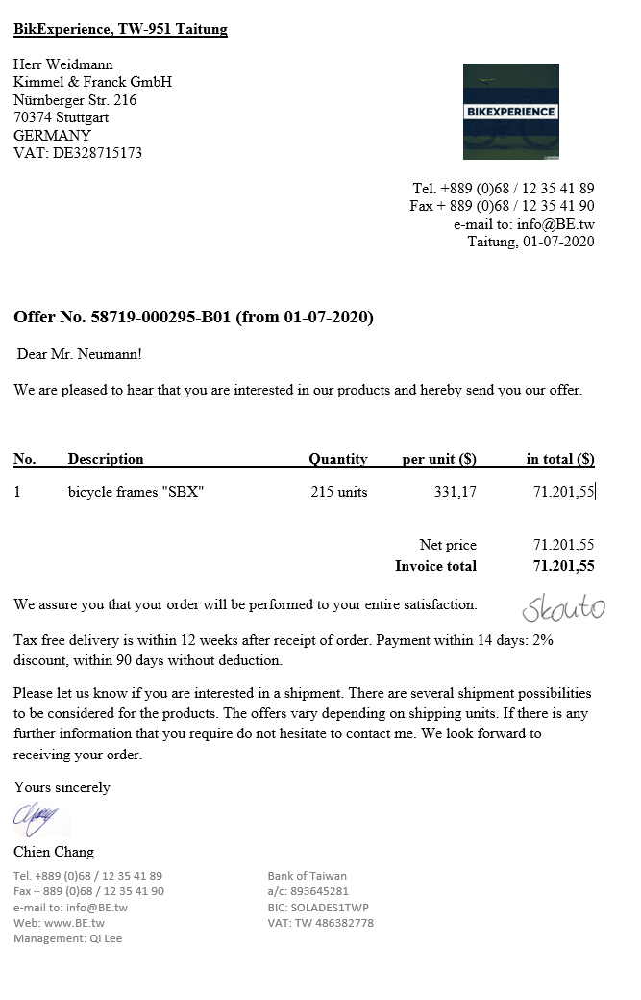 BikExperience, TW-951 Taitung
Herr Weidmann
Kimmel & Franck GmbH
Nürnberger Str. 216
70374 Stuttgart
GERMANY
VAT: DE328715173
BIKEXPERIENCE
Tel. +889 (0)68 / 12 35 41 89
Fax + 889 (0)68 / 12 35 41 90
e-mail to: info@BE.tw
Taitung, 01-07-2020
Offer No. 58719-000295-B01 (from 01-07-2020)
Dear Mr. Neumann!
We are pleased to hear that you are interested in our products and hereby send you our offer.
No. Description Quantity per unit ($) in total ($)
1 bicycle frames "SBX" 215 units 331,17 71.201,55
Net price 71.201,55
Invoice total 71.201,55
We assure you that your order will be performed to your entire satisfaction.
Skouto
Tax free delivery is within 12 weeks after receipt of order. Payment within 14 days: 2%
discount, within 90 days without deduction.
Please let us know if you are interested in a shipment. There are several shipment possibilities
to be considered for the products. The offers vary depending on shipping units. If there is any
further information that you require do not hesitate to contact me. We look forward to
receiving your order.
Yours sincerely
Chien Chang
Tel. +889 (0)68 / 12 35 41 89
Fax + 889 (0)68 / 12 35 41 90
e-mail to: info@BE.tw
Web: www.BE.tw
Management: Qi Lee
Bank of Taiwan
a/c: 893645281
BIC: SOLADES1TWP
VAT: TW 486382778